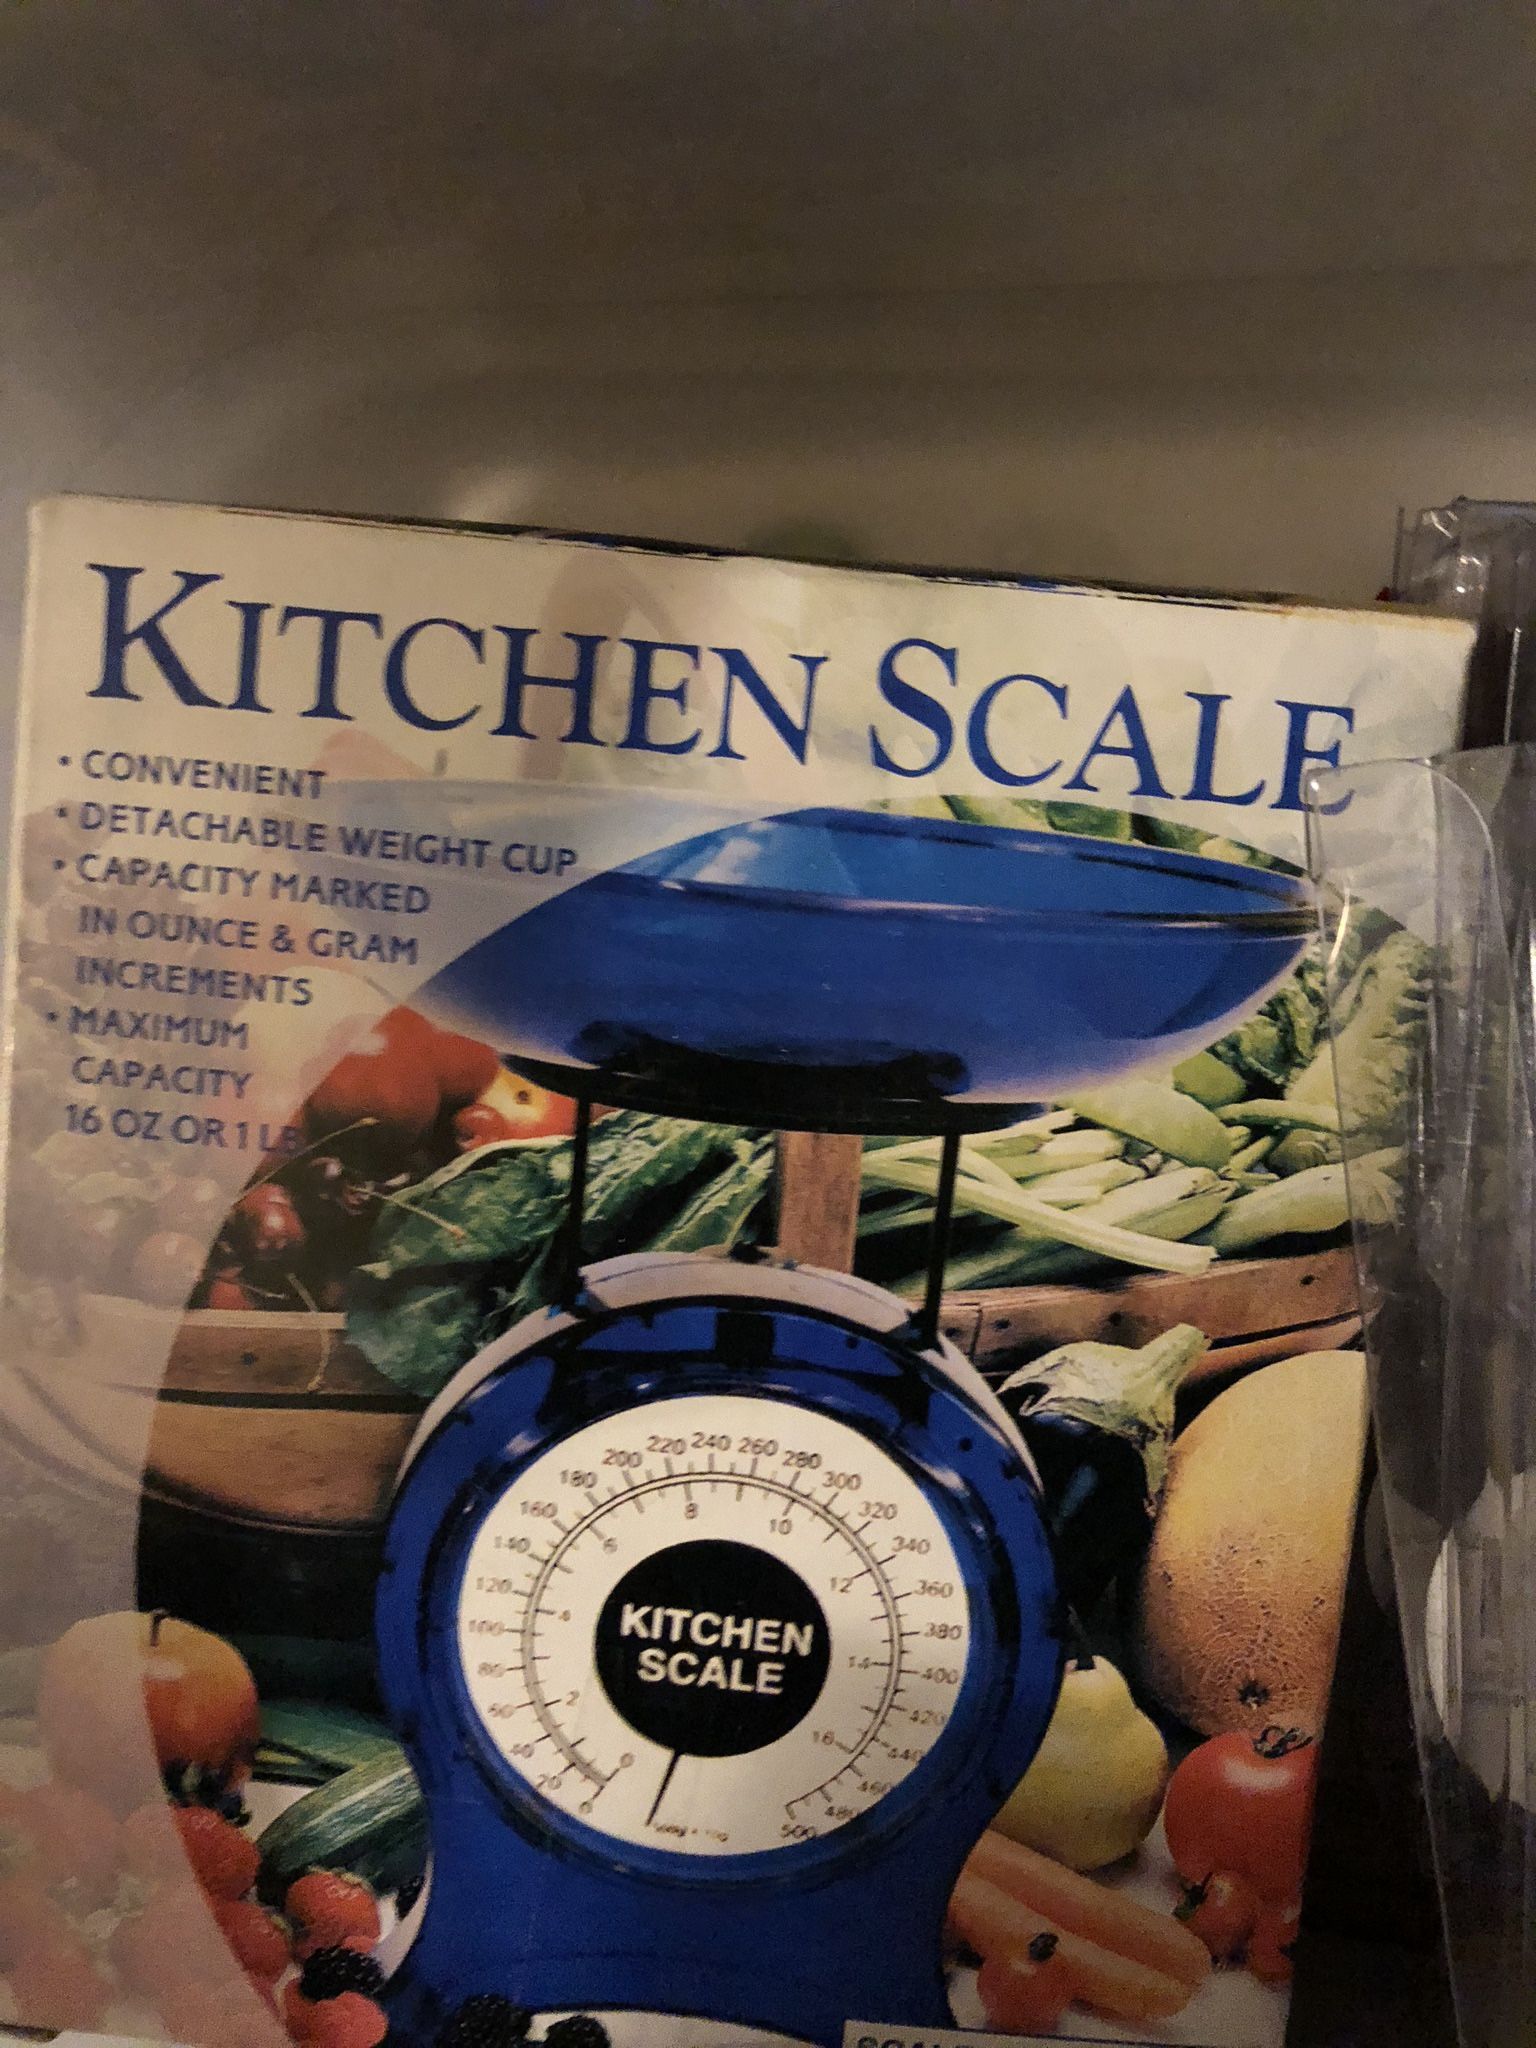 KITCHEN SCALE
• CONVENIENT
• DETACHABLE WEIGHT CUP
• CAPACITY MARKED
IN OUNCE & GRAM
INCREMENTS
• MAXIMUM
CAPACITY
16 OZ OR 1 LB
0 20 40 60 80 100 120 140 160 180 200 220 240 260 280 300 320 340 360 380 400 420 440 460 480 500
0 2 4 6 8 10 12 14 16
KITCHEN
SCALE